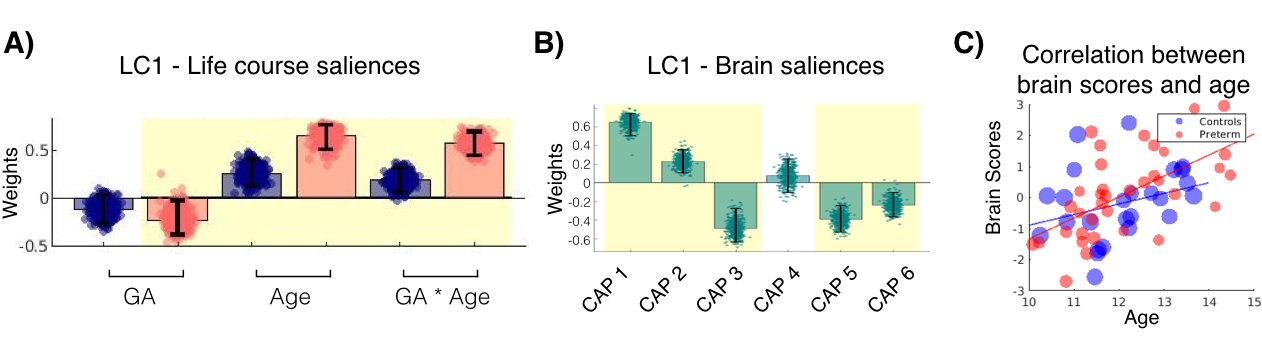 A)
LC1 - Life course saliences
Weights
0.5
0
-0.5
GA
Age
GA * Age
B)
LC1 - Brain saliences
Weights
0.6
0.4
0.2
0
-0.2
-0.4
-0.6
CAP 1
CAP 2
CAP 3
CAP 4
CAP 5
CAP 6
C)
Correlation between
brain scores and age
Brain Scores
3
2
1
0
-1
-2
-3
Controls
Preterm
10
11
12
13
14
15
Age